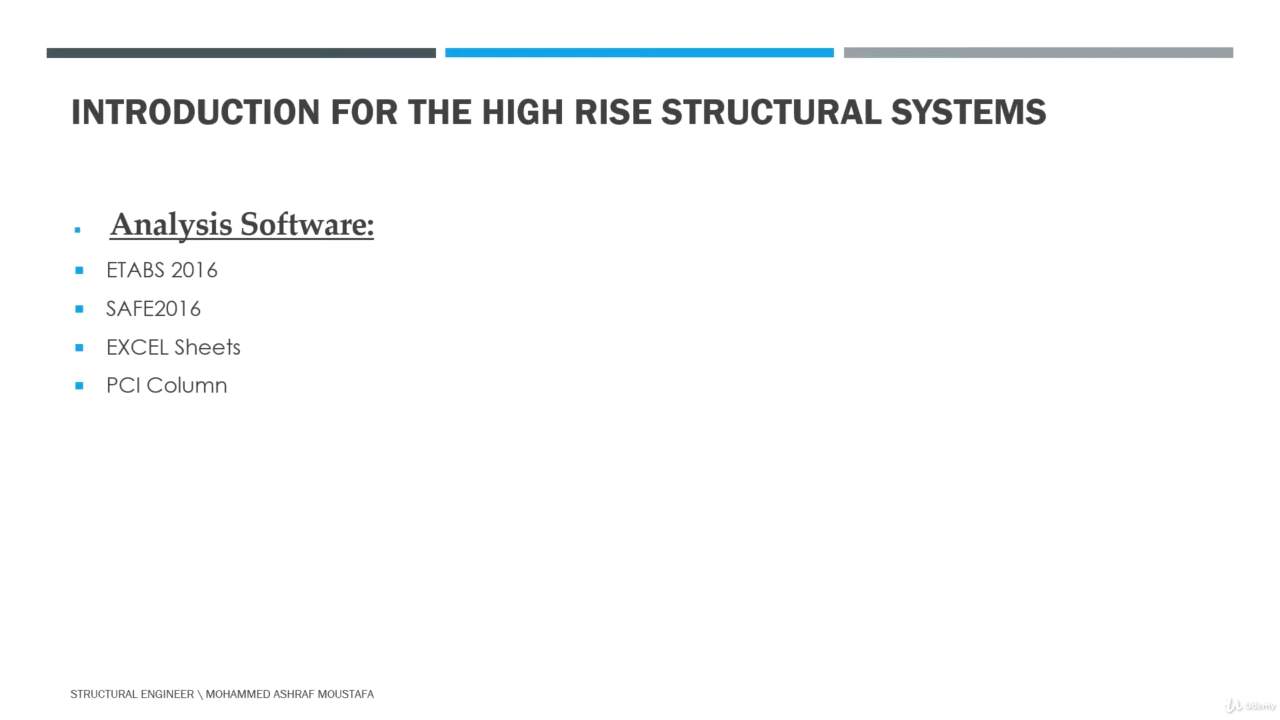 INTRODUCTION FOR THE HIGH RISE STRUCTURAL SYSTEMS
Analysis Software:
ETABS 2016
SAFE2016
EXCEL Sheets
PCI Column
STRUCTURAL ENGINEER \ MOHAMMED ASHRAF MOUSTAFA
Udemy